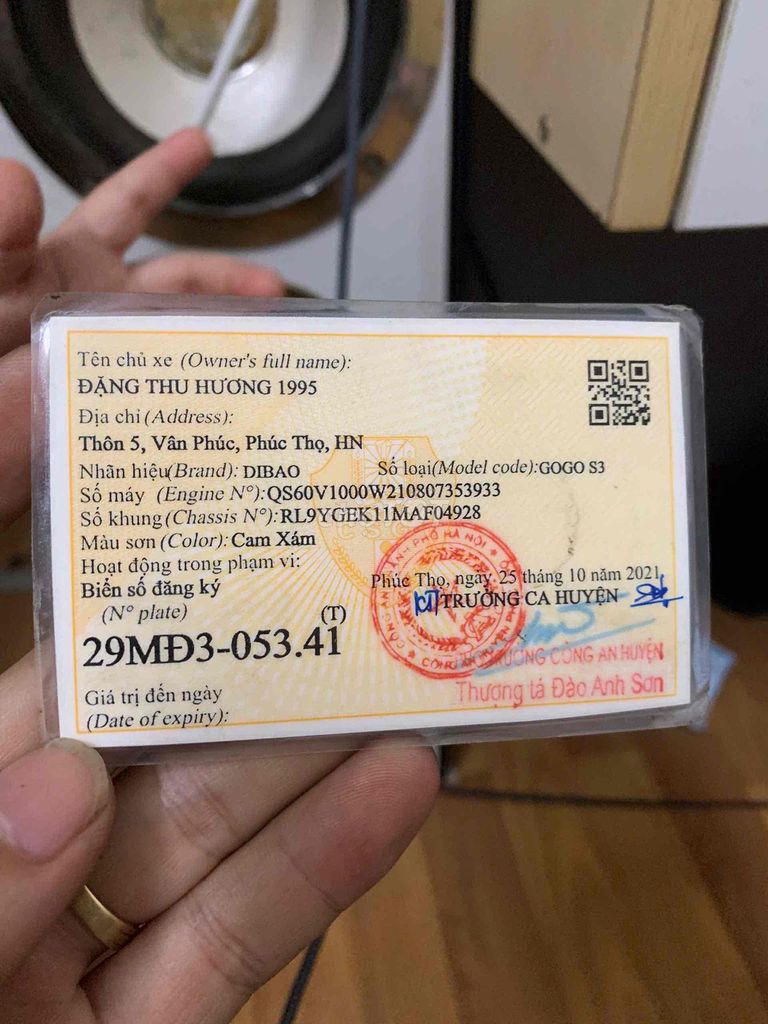 Tên chủ xe (Owner's full name):
ĐẶNG THU HƯƠNG 1995
Địa chỉ (Address):
Thôn 5, Vân Phúc, Phúc Thọ, HN
Nhãn hiệu(Brand): DIBAO Số loại(Model code):GOGO S3
Số máy (Engine N°):QS60V1000W210807353933
Số khung(Chassis N°):RL9YGEK11MAF04928
Màu sơn (Color): Cam Xám
Hoạt động trong phạm vi:
Phúc Thọ, ngày 25 tháng 10 năm 2021
Biển số đăng ký
KT TRƯỞNG CA HUYỆN
(N° plate) (T)
29MĐ3-053.41
PHÓ TRƯỞNG CÔNG AN HUYỆN
Thượng tá Đào Anh Sơn
Giá trị đến ngày
(Date of expiry):